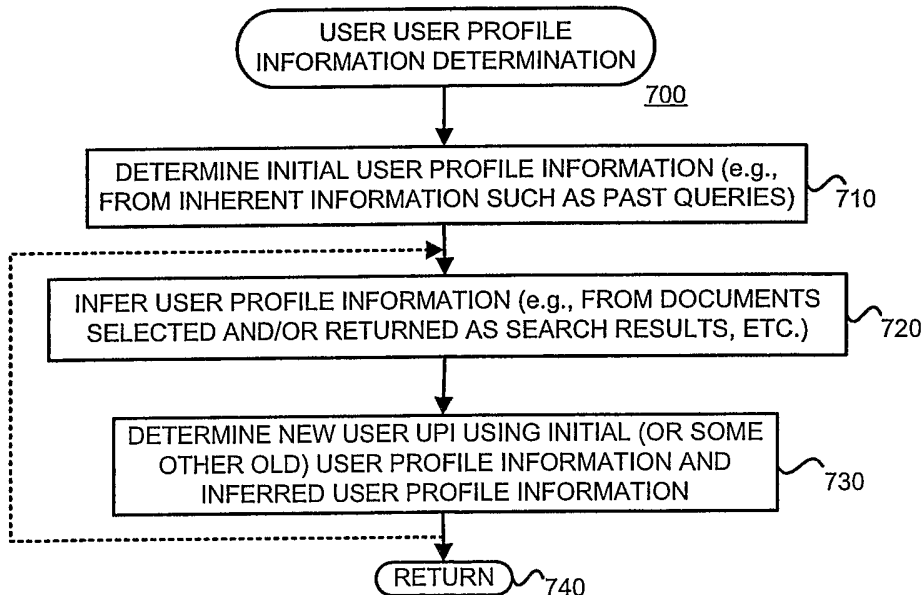 USER USER PROFILE
INFORMATION DETERMINATION
700
DETERMINE INITIAL USER PROFILE INFORMATION (e.g.,
FROM INHERENT INFORMATION SUCH AS PAST QUERIES)
710
INFER USER PROFILE INFORMATION (e.g., FROM DOCUMENTS
SELECTED AND/OR RETURNED AS SEARCH RESULTS, ETC.)
720
DETERMINE NEW USER UPI USING INITIAL (OR SOME
OTHER OLD) USER PROFILE INFORMATION AND
INFERRED USER PROFILE INFORMATION
730
RETURN
740